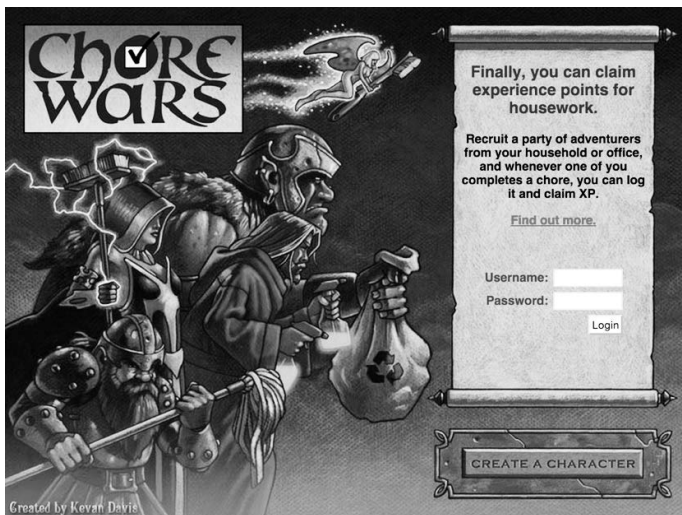 CHORE
WARS
Finally, you can claim
experience points for
housework.
Recruit a party of adventurers
from your household or office,
and whenever one of you
completes a chore, you can log
it and claim XP.
Find out more.
Username:
Password:
Login
CREATE A CHARACTER
Created by Kevan Davis